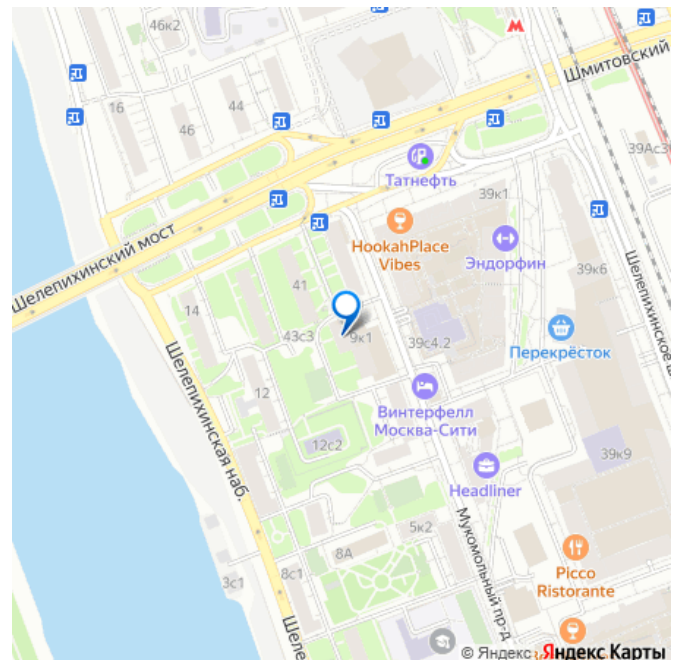 46к2
М
Шмитовский
16
44
46
39Ас3
Татнефть
39к1
HookahPlace
Vibes
Эндорфин
Шелепихинский мост
41
39к6
Шелепихинское
14
43с3
9к1
39с4.2
Перекрёсток
Шелепихинская наб.
12
Винтерфелл
Москва-Сити
12с2
39к9
Headliner
5к2
Мукомольный пр-д
8А
8с1
3с1
Picco
Ristorante
Шеле
© Яндекс Яндекс Карты